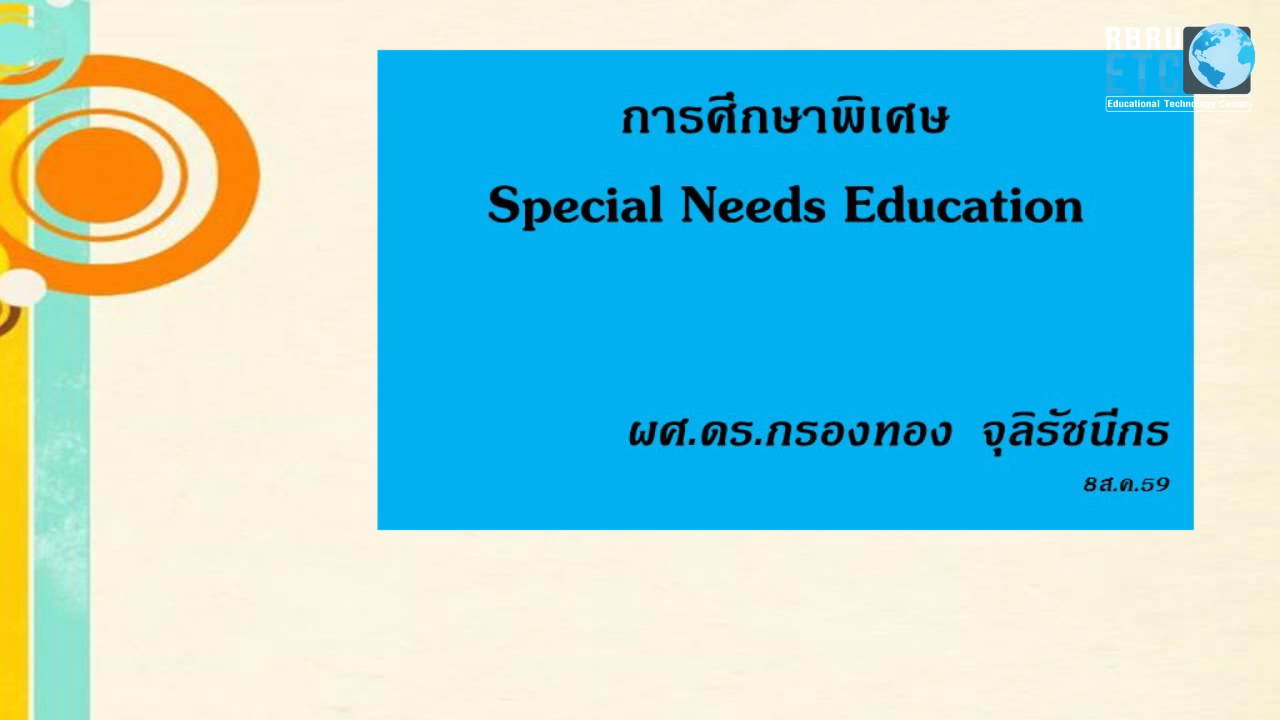 RBRU
ETC
Educational Technology Center
การศึกษาพิเศษ
Special Needs Education
ผศ.ดร.กรองทอง จุลิรัชนีกร
8ส.ค.59